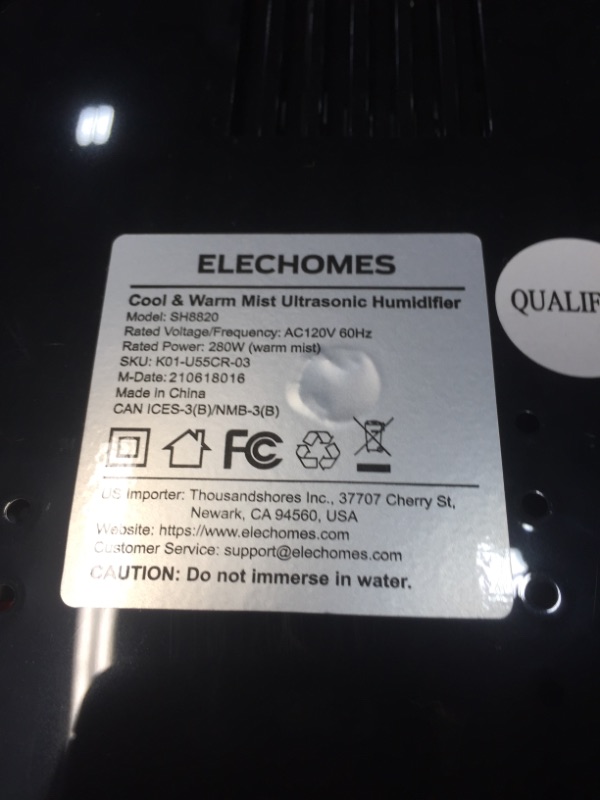 ELECHOMES
Cool & Warm Mist Ultrasonic Humidifier
Model: SH8820
Rated Voltage/Frequency: AC120V 60Hz
Rated Power: 280W (warm mist)
SKU: K01-U55CR-03
M-Date: 210618016
Made in China
CAN ICES-3(B)/NMB-3(B)
FC
US Importer: Thousandshores Inc., 37707 Cherry St,
Newark, CA 94560, USA
Website: https://www.elechomes.com
Customer Service: support@elechomes.com
CAUTION: Do not immerse in water.
QUALIF